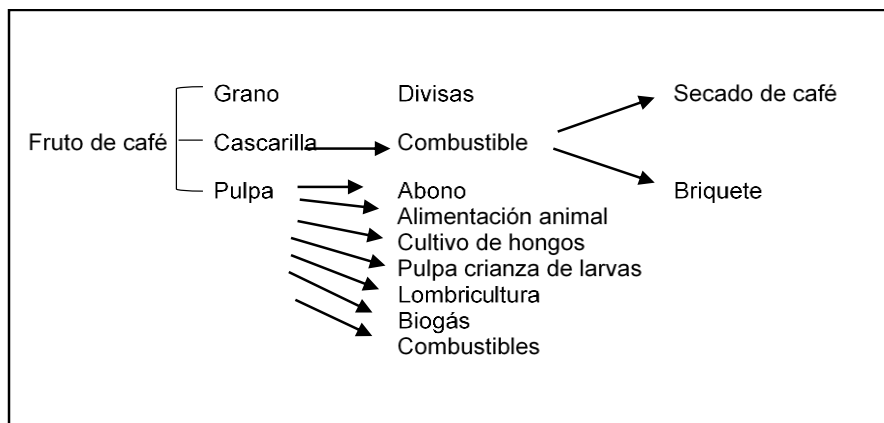 Grano Divisas Secado de café
Fruto de café Cascarilla Combustible
Pulpa Abono Briquete
Alimentación animal
Cultivo de hongos
Pulpa crianza de larvas
Lombricultura
Biogás
Combustibles